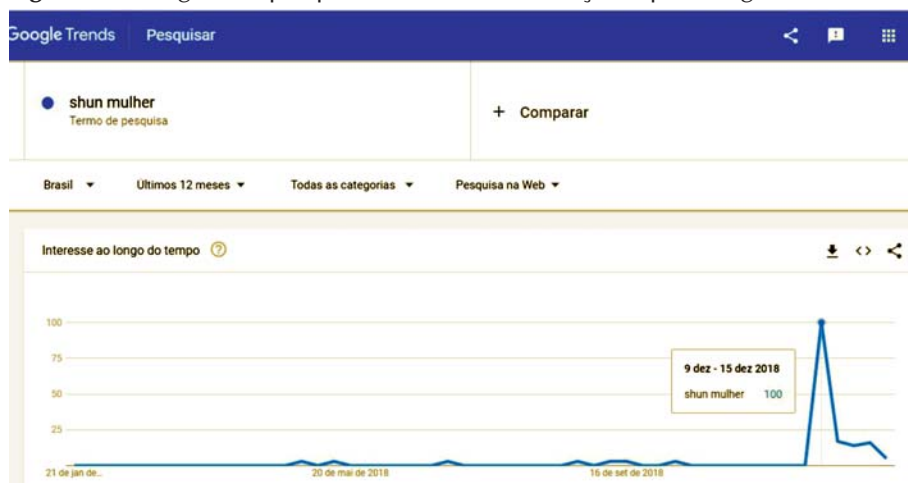 Google Trends Pesquisar
shun mulher
Termo de pesquisa
+ Comparar
Brasil Últimos 12 meses Todas as categorias Pesquisa na Web
Interesse ao longo do tempo
100
75
50
25
9 dez - 15 dez 2018
shun mulher 100
21 de jan de...
20 de mai de 2018
16 de set de 2018